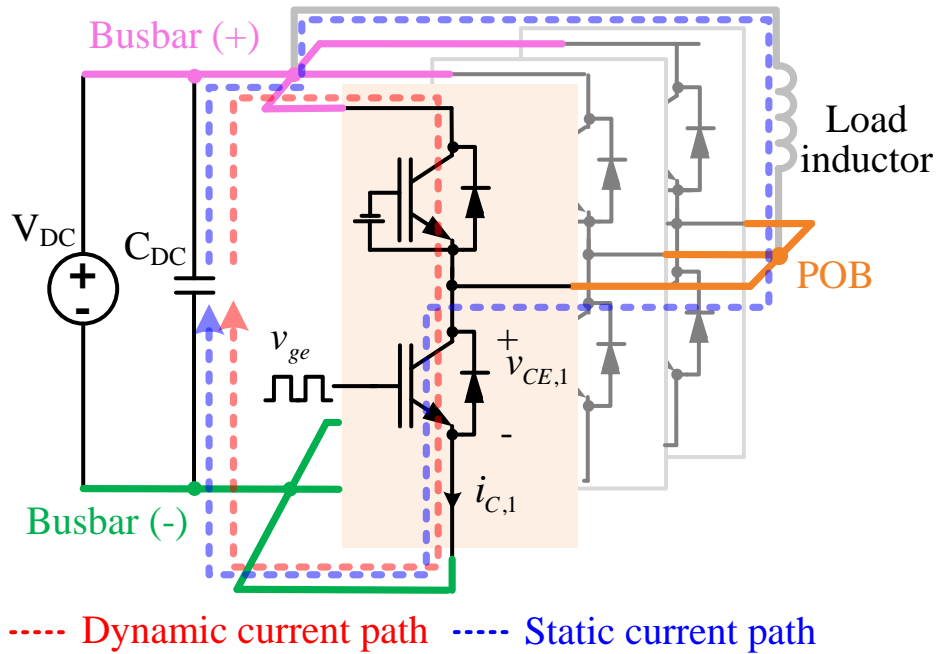 Busbar (+)
Load
inductor
V_DC
C_DC
+
-
POB
v_ge
+
v_CE,1
-
i_C,1
Busbar (-)
Dynamic current path
Static current path